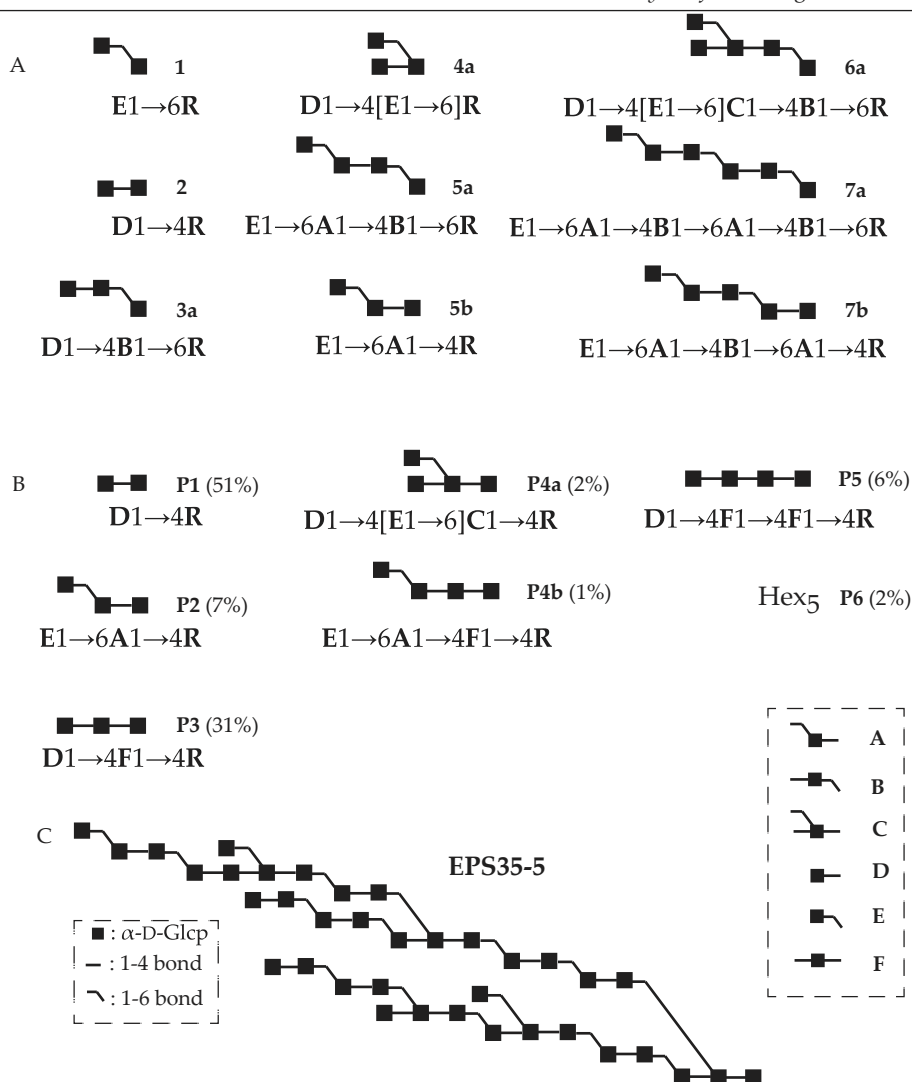 A
1
E1→6R
4a
D1→4[E1→6]R
6a
D1→4[E1→6]C1→4B1→6R
2
D1→4R
5a
E1→6A1→4B1→6R
7a
E1→6A1→4B1→6A1→4B1→6R
3a
D1→4B1→6R
5b
E1→6A1→4R
7b
E1→6A1→4B1→6A1→4R
B
P1 (51%)
D1→4R
P4a (2%)
D1→4[E1→6]C1→4R
P5 (6%)
D1→4F1→4F1→4R
P2 (7%)
E1→6A1→4R
P4b (1%)
E1→6A1→4F1→4R
Hex5 P6 (2%)
P3 (31%)
D1→4F1→4R
A
B
C
D
E
F
C
EPS35-5
: α-D-Glcp
: 1-4 bond
: 1-6 bond